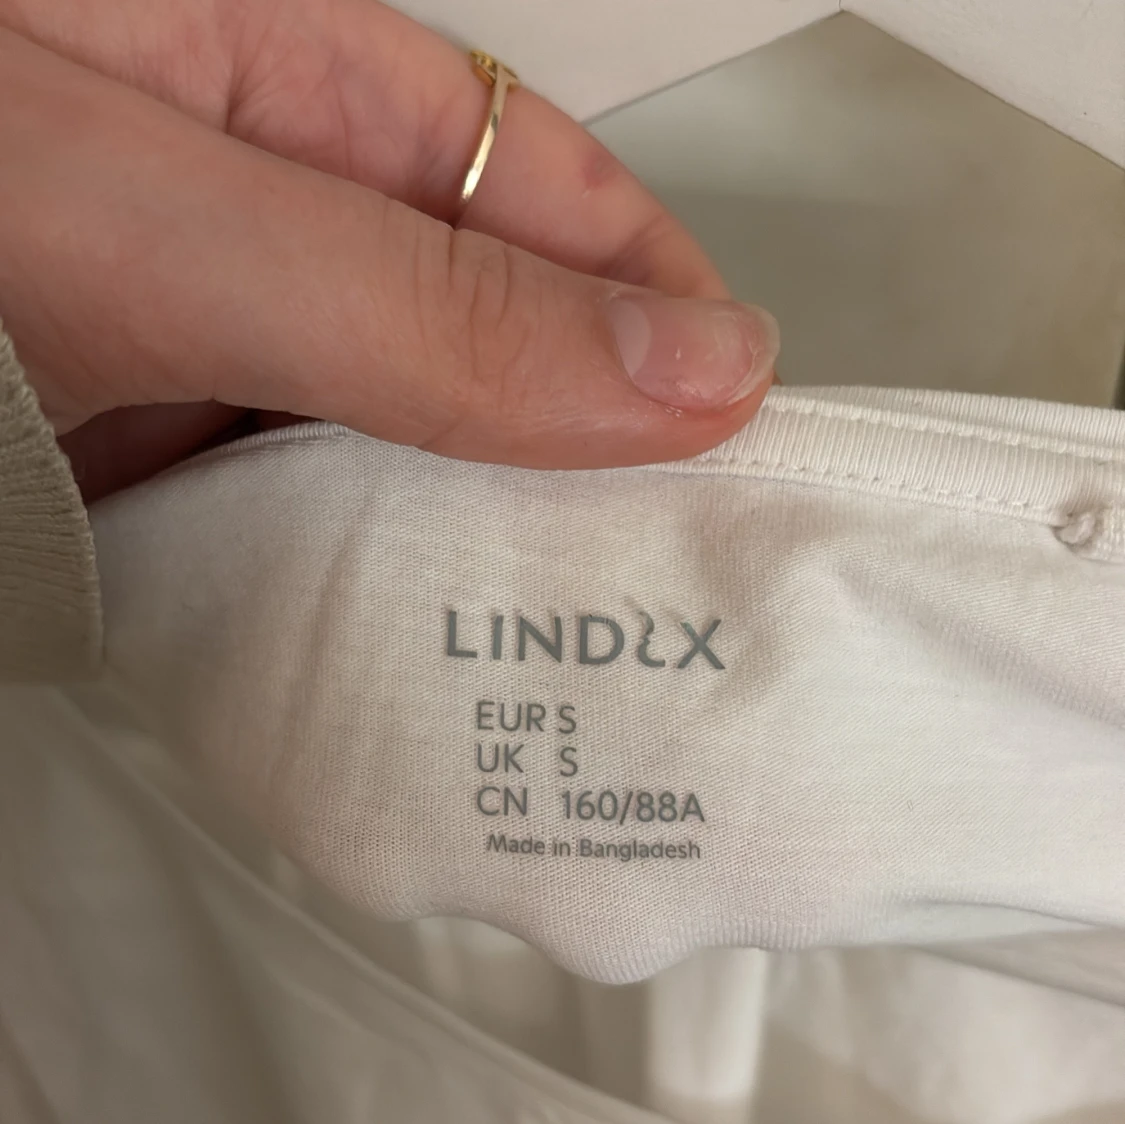 LINDEX
EUR S
UK S
CN 160/88A
Made in Bangladesh